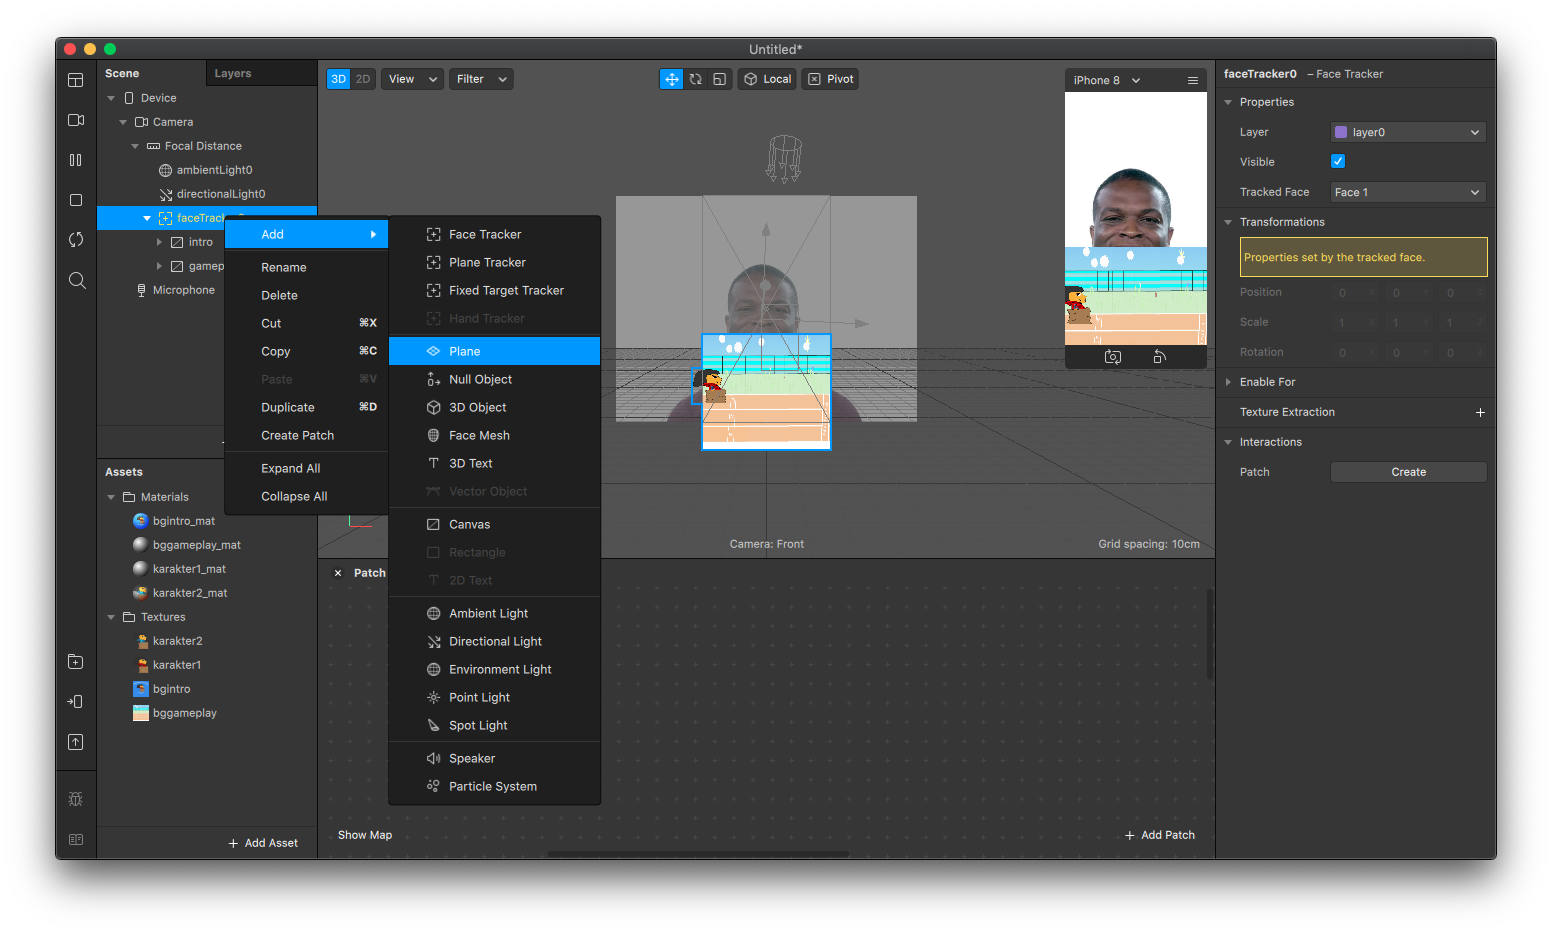 Untitled*
Scene
Layers
Device
Camera
Focal Distance
ambientLight0
directionalLight0
faceTrack
intro
gamep
Microphone
Add
Rename
Delete
Cut ⌘X
Copy ⌘C
Paste ⌘V
Duplicate ⌘D
Create Patch
Expand All
Collapse All
Face Tracker
Plane Tracker
Fixed Target Tracker
Hand Tracker
Plane
Null Object
3D Object
Face Mesh
3D Text
Vector Object
Canvas
Rectangle
2D Text
Ambient Light
Directional Light
Environment Light
Point Light
Spot Light
Speaker
Particle System
Assets
Materials
bgintro_mat
bggameplay_mat
karakter1_mat
karakter2_mat
Textures
karakter2
karakter1
bgintro
bggameplay
+ Add Asset
3D 2D View Filter
Local Pivot
iPhone 8
Camera: Front
Grid spacing: 10cm
Patch
Show Map
+ Add Patch
faceTracker0 – Face Tracker
Properties
Layer layer0
Visible
Tracked Face Face 1
Transformations
Properties set by the tracked face.
Position 0 0 0
Scale 1 1 1
Rotation 0 0 0
Enable For
Texture Extraction +
Interactions
Patch Create